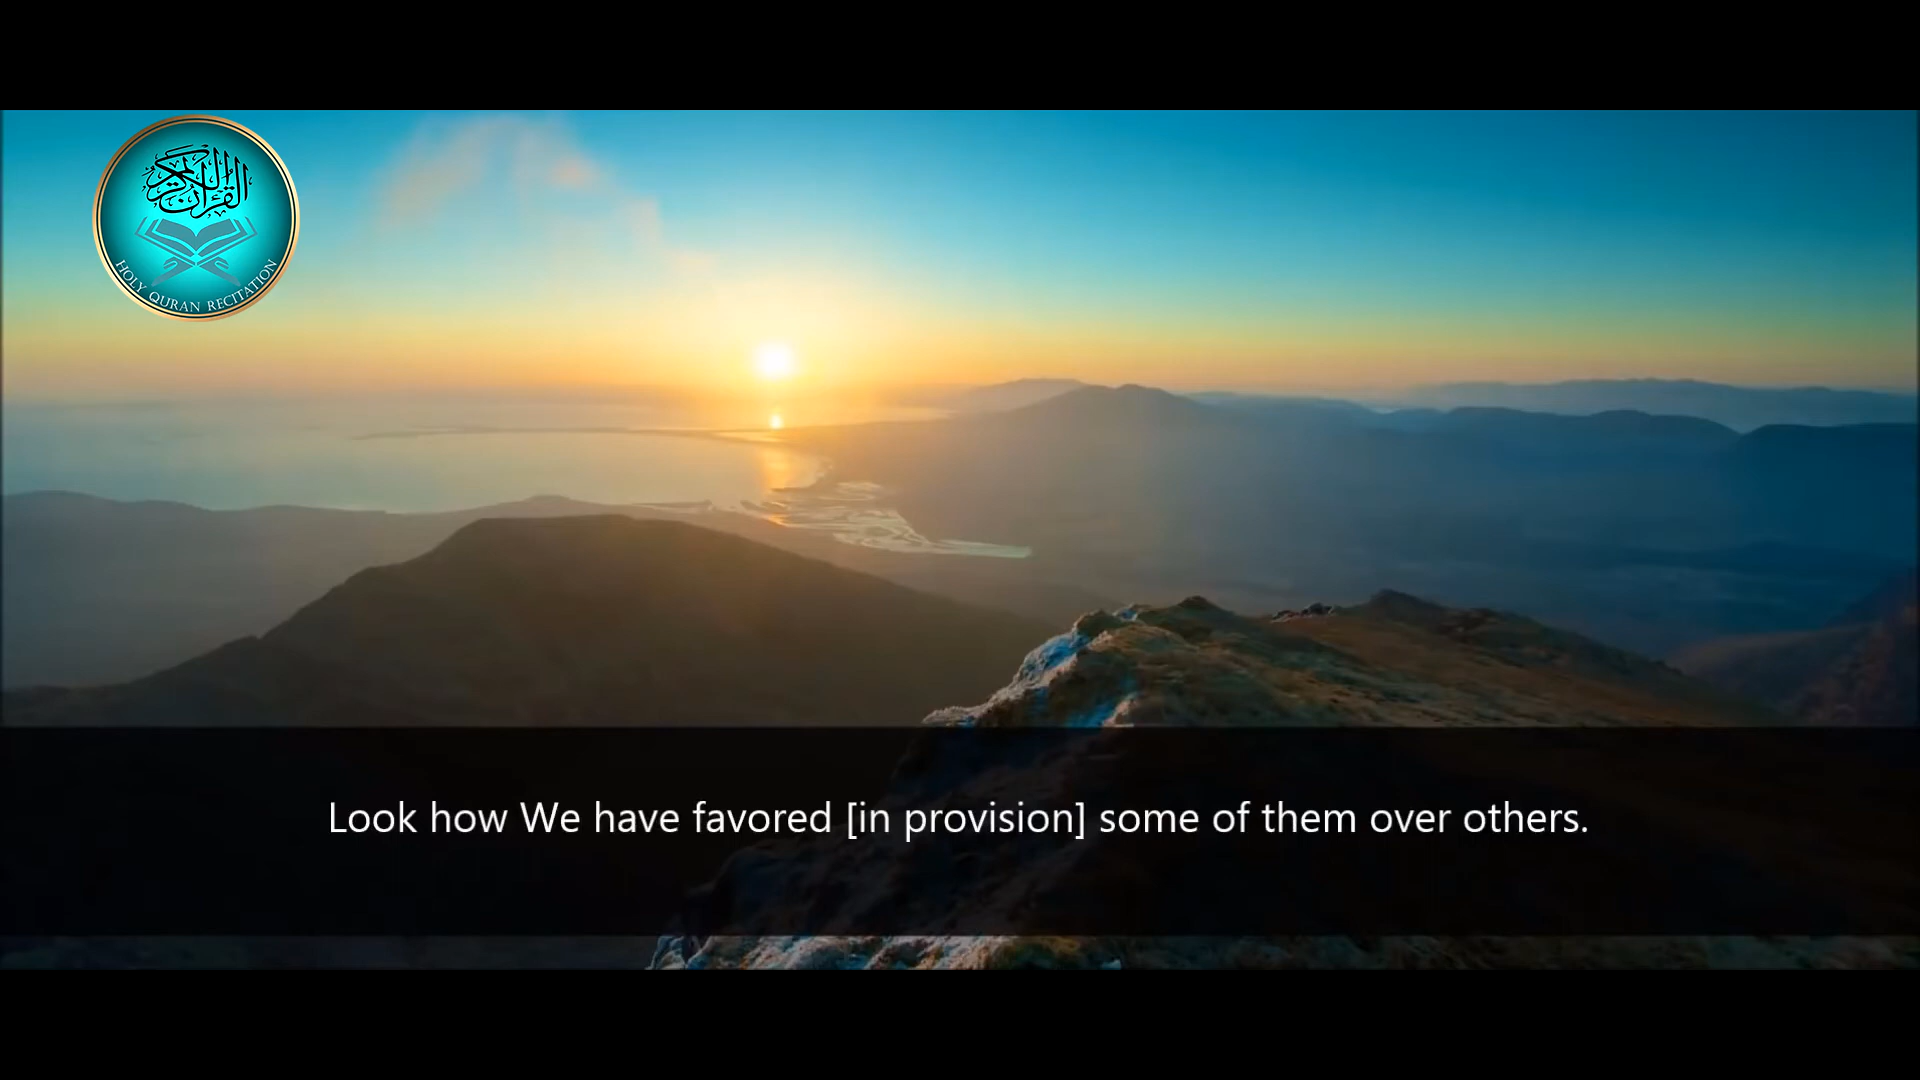 القرآن الكريم
HOLY QURAN RECITATION
Look how We have favored [in provision] some of them over others.